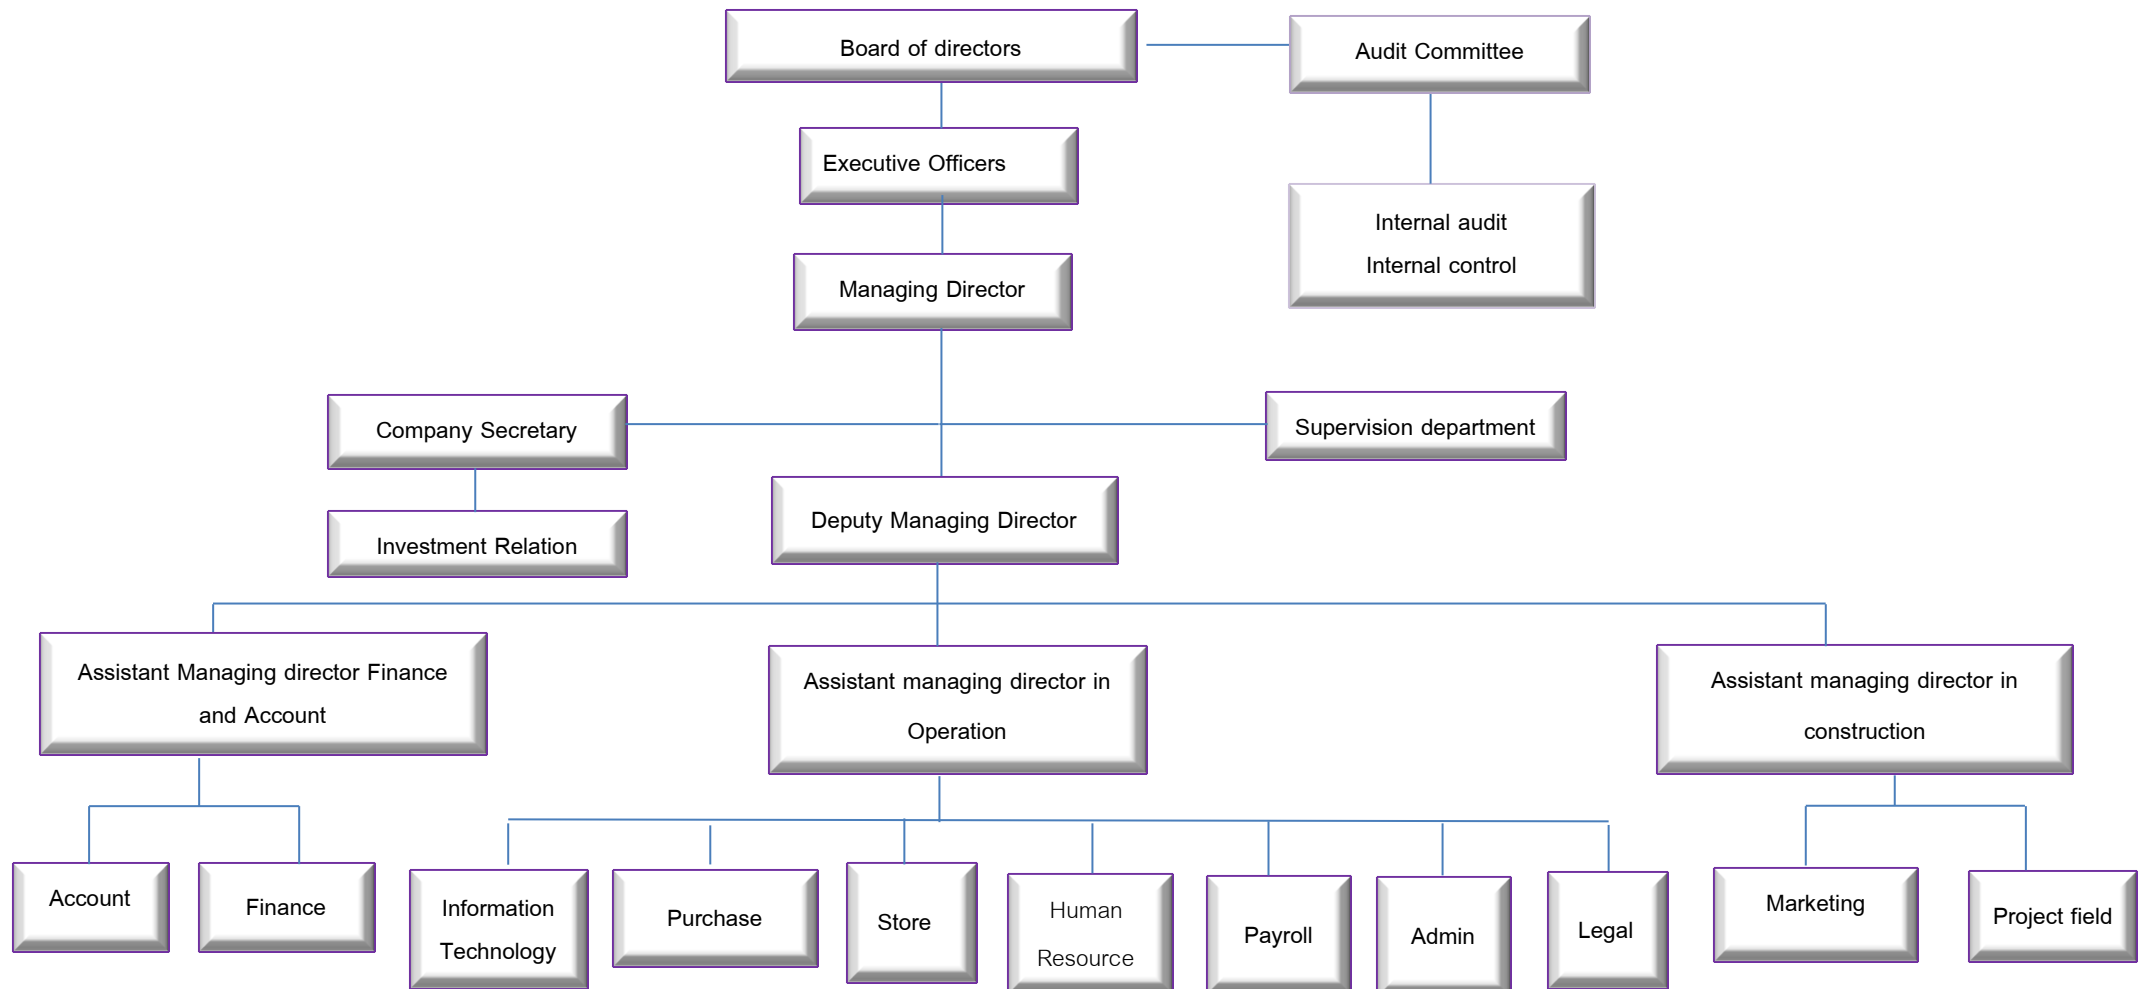 Board of directors
Audit Committee
Executive Officers
Internal audit
Internal control
Managing Director
Company Secretary
Supervision department
Deputy Managing Director
Investment Relation
Assistant Managing director Finance
and Account
Assistant managing director in
Operation
Assistant managing director in
construction
Account
Finance
Information
Technology
Purchase
Store
Human
Resource
Payroll
Admin
Legal
Marketing
Project field